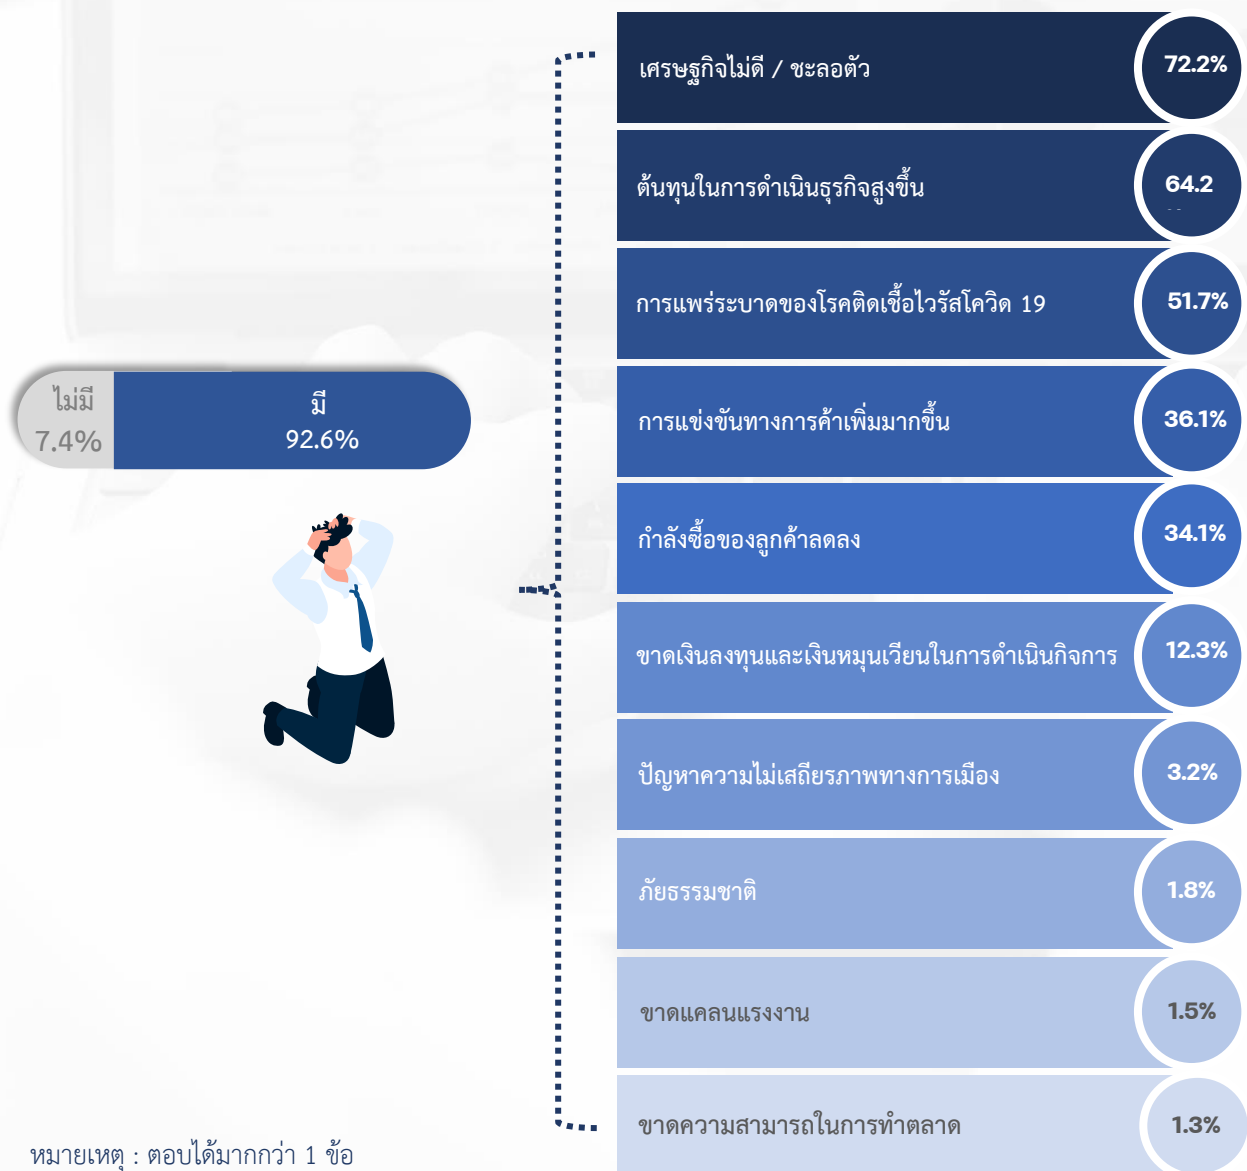 เศรษฐกิจไม่ดี / ชะลอตัว 72.2%
ต้นทุนในการดำเนินธุรกิจสูงขึ้น 64.2
การแพร่ระบาดของโรคติดเชื้อไวรัสโควิด 19 51.7%
ไม่มี
7.4%
มี
92.6%
การแข่งขันทางการค้าเพิ่มมากขึ้น 36.1%
กำลังซื้อของลูกค้าลดลง 34.1%
ขาดเงินลงทุนและเงินหมุนเวียนในการดำเนินกิจการ 12.3%
ปัญหาความไม่เสถียรภาพทางการเมือง 3.2%
ภัยธรรมชาติ 1.8%
ขาดแคลนแรงงาน 1.5%
ขาดความสามารถในการทำตลาด 1.3%
หมายเหตุ : ตอบได้มากกว่า 1 ข้อ